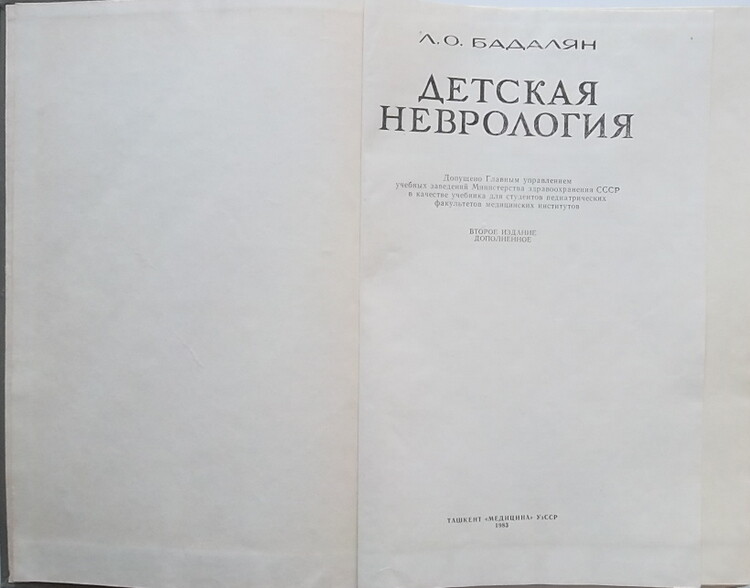 Л.О. БАДАЛЯН
ДЕТСКАЯ
НЕВРОЛОГИЯ
Допущено Главным управлением
учебных заведений Министерства здравоохранения СССР
в качестве учебника для студентов педиатрических
факультетов медицинских институтов
ВТОРОЕ ИЗДАНИЕ
ДОПОЛНЕННОЕ
ТАШКЕНТ «МЕДИЦИНА» УзССР
1983